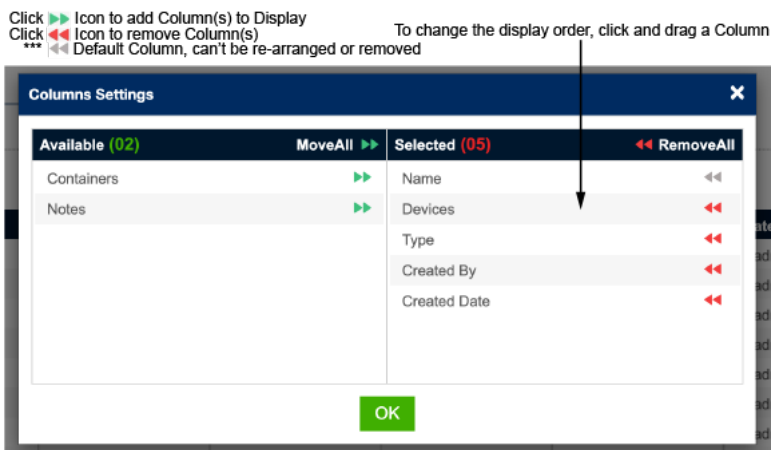 Click Icon to add Column(s) to Display
Click Icon to remove Column(s)
*** Default Column, can't be re-arranged or removed
To change the display order, click and drag a Column
Columns Settings
Available (02) MoveAll
Selected (05) RemoveAll
Containers
Notes
Name
Devices
Type
Created By
Created Date
OK